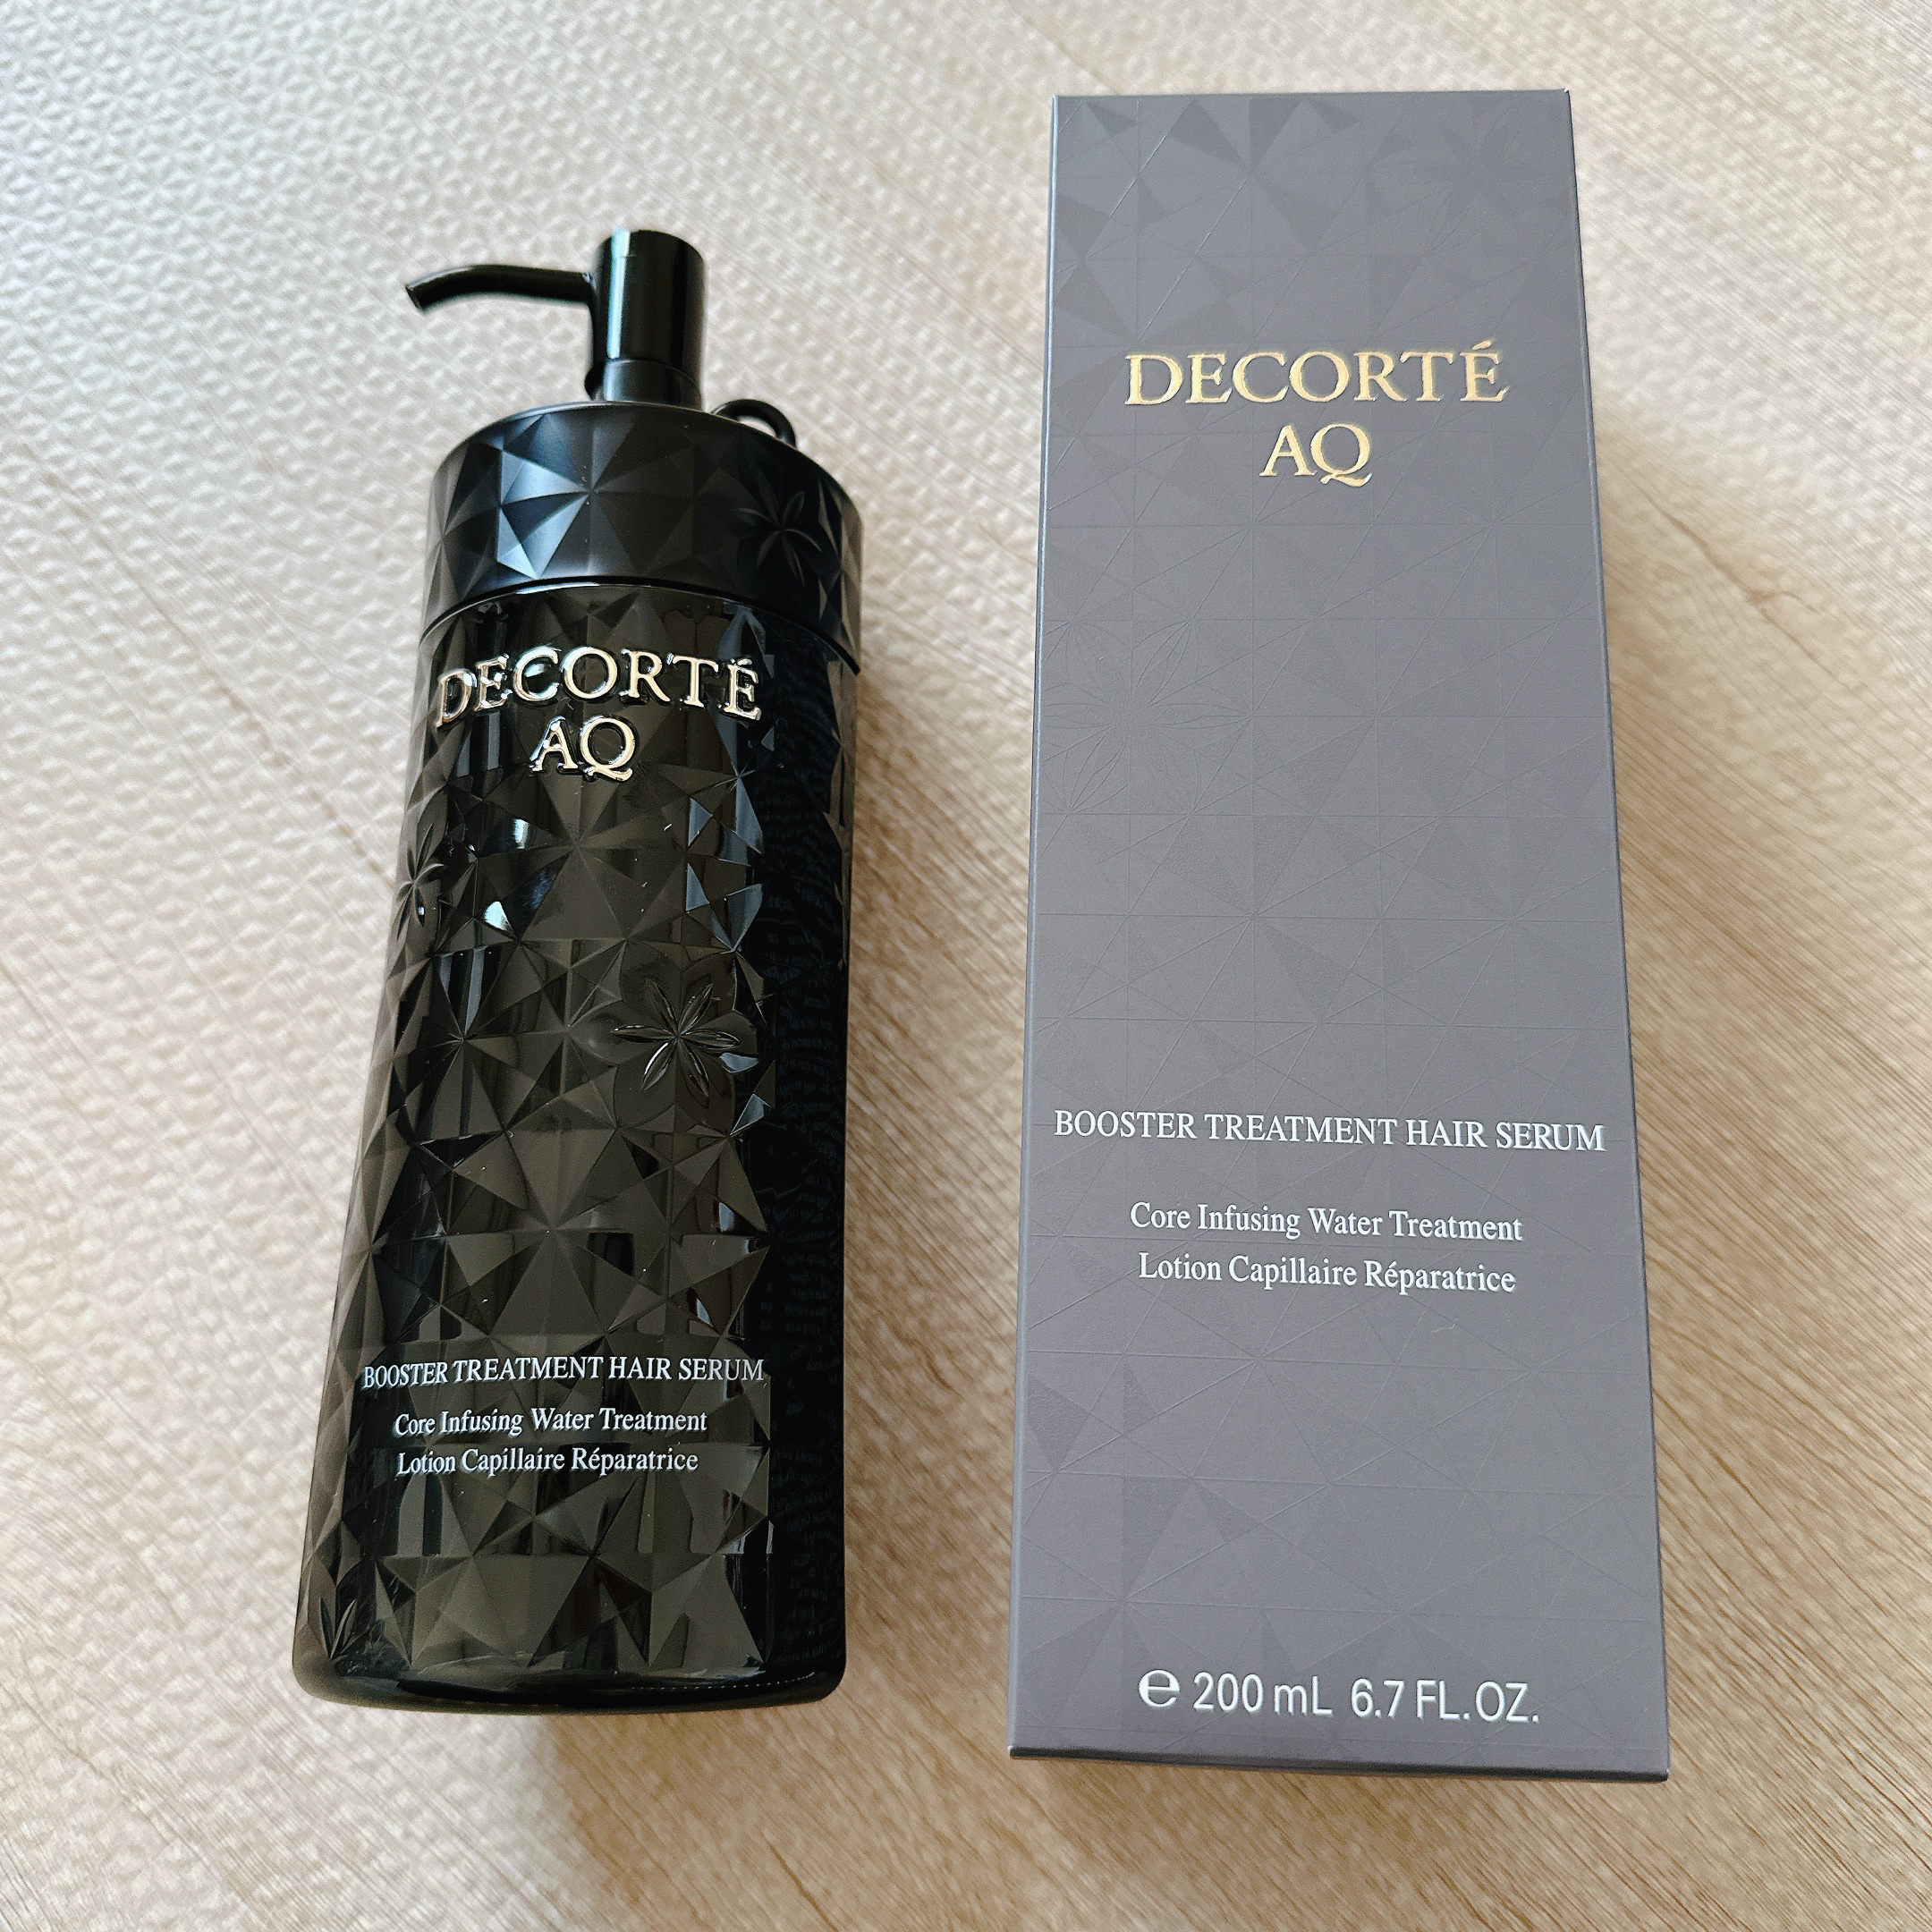 DECORTÉ
AQ
BOOSTER TREATMENT HAIR SERUM
Core Infusing Water Treatment
Lotion Capillaire Réparatrice
DECORTÉ
AQ
BOOSTER TREATMENT HAIR SERUM
Core Infusing Water Treatment
Lotion Capillaire Réparatrice
℮ 200 mL 6.7 FL.OZ.